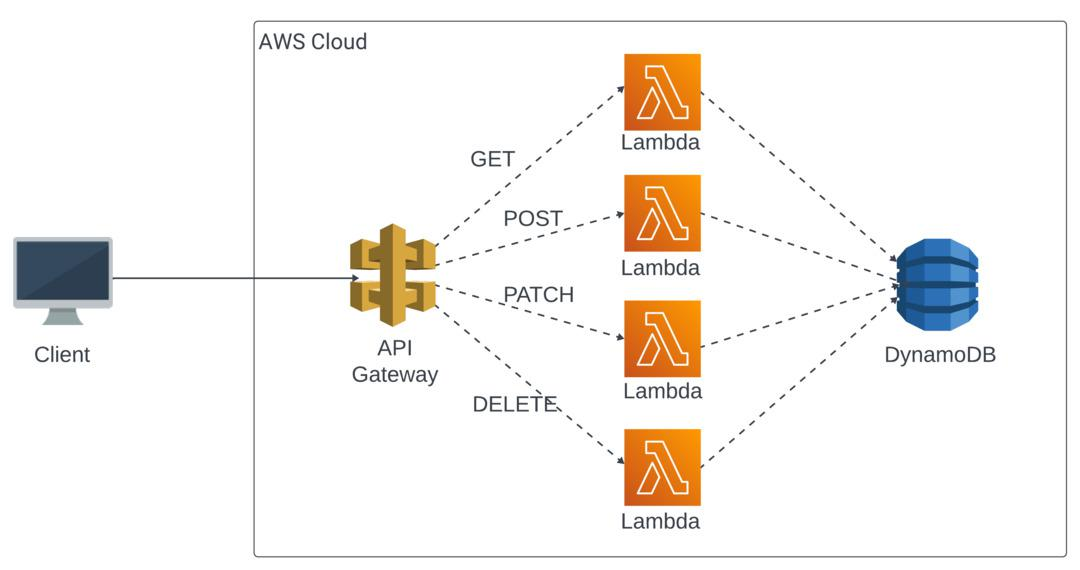 AWS Cloud
Lambda
GET
POST
Lambda
PATCH
Client
API
Gateway
DynamoDB
Lambda
DELETE
Lambda